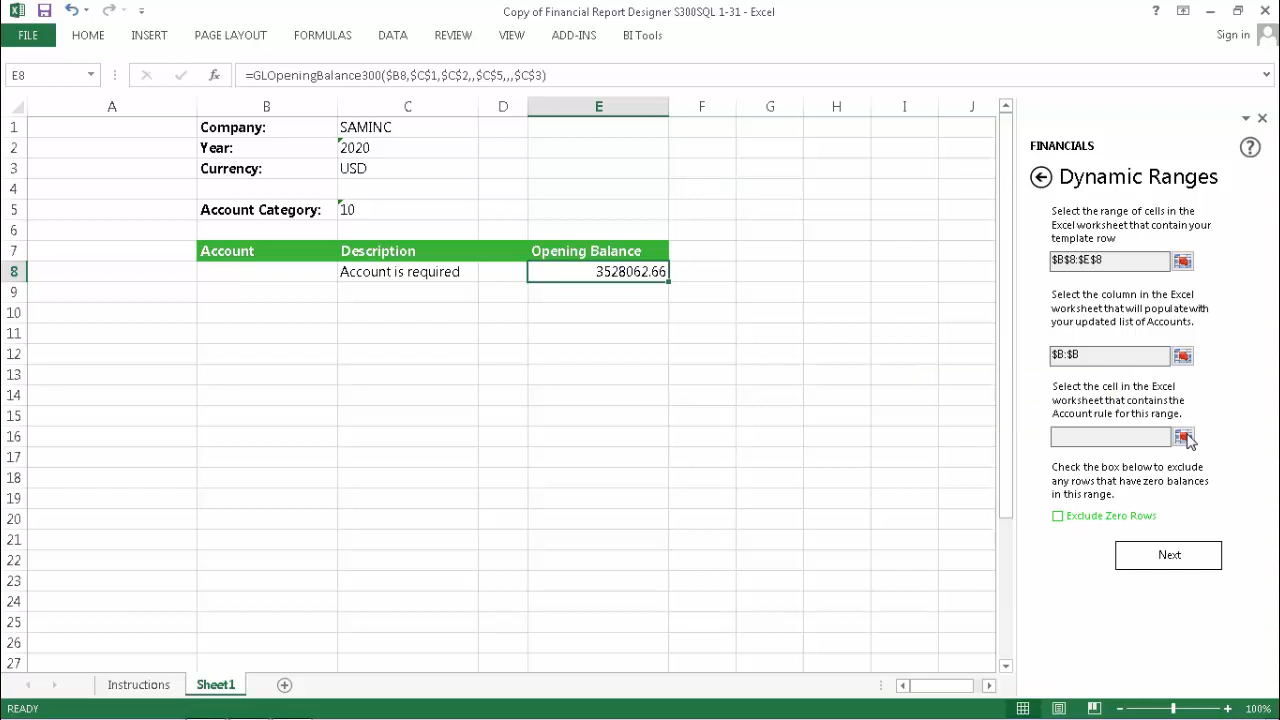 Copy of Financial Report Designer S300SQL 1-31 - Excel
?
FILE HOME INSERT PAGE LAYOUT FORMULAS DATA REVIEW VIEW ADD-INS BI Tools Sign in
E8 fx =GLOpeningBalance300($B8,$C$1,$C$2,,$C$5,,,$C$3)
A B C D E F G H I J
1 Company: SAMINC
2 Year: 2020
3 Currency: USD
4
5 Account Category: 10
6
7 Account Description Opening Balance
8 Account is required 3528062.66
9
10
11
12
13
14
15
16
17
18
19
20
21
22
23
24
25
26
27
FINANCIALS ?
Dynamic Ranges
Select the range of cells in the
Excel worksheet that contain your
template row
$B$8:$E$8
Select the column in the Excel
worksheet that will populate with
your updated list of Accounts.
$B:$B
Select the cell in the Excel
worksheet that contains the
Account rule for this range.
Check the box below to exclude
any rows that have zero balances
in this range.
Exclude Zero Rows
Next
Instructions Sheet1
READY 100%